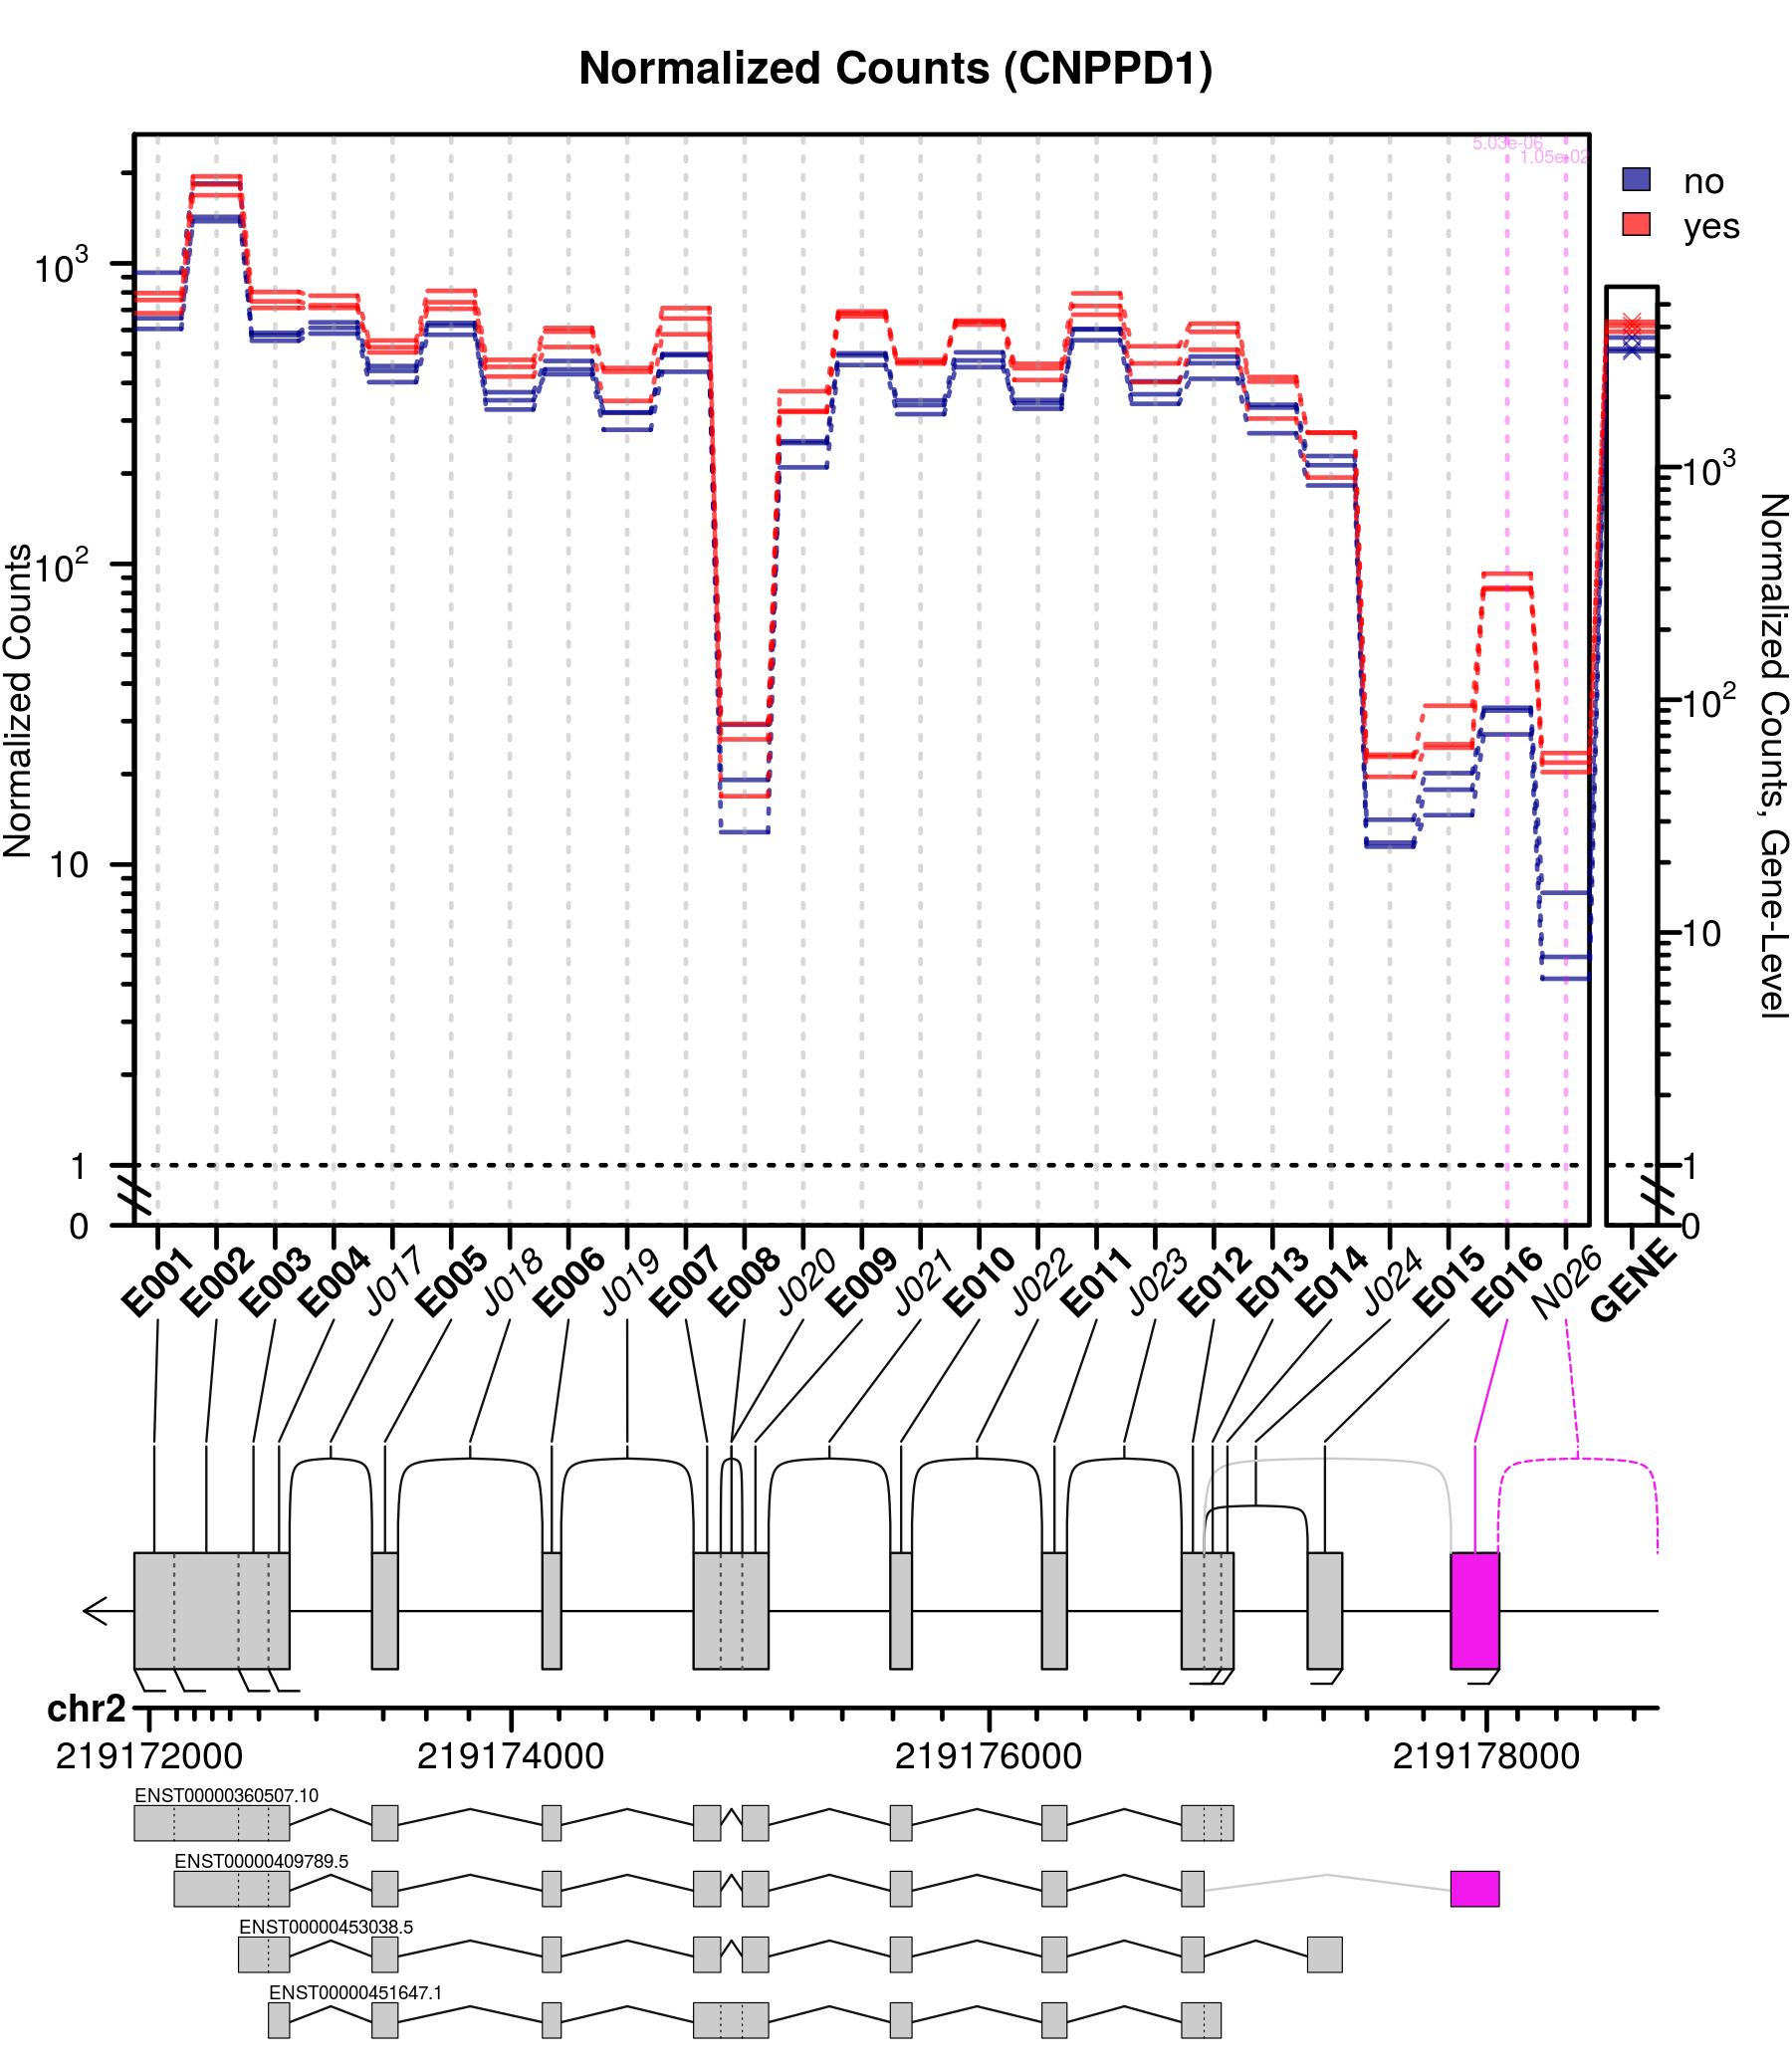 Normalized Counts (CNPPD1)
5.03e-06
1.05e-02
no
yes
Normalized Counts
10³
10²
10
1
0
10³
10²
10
1
0
Normalized Counts, Gene-Level
E001 E002 E003 E004 J017 E005 J018 E006 J019 E007 E008 J020 E009 J021 E010 J022 E011 J023 E012 E013 E014 J024 E015 E016 N026 GENE
chr2
219172000 219174000 219176000 219178000
ENST00000360507.10
ENST00000409789.5
ENST00000453038.5
ENST00000451647.1